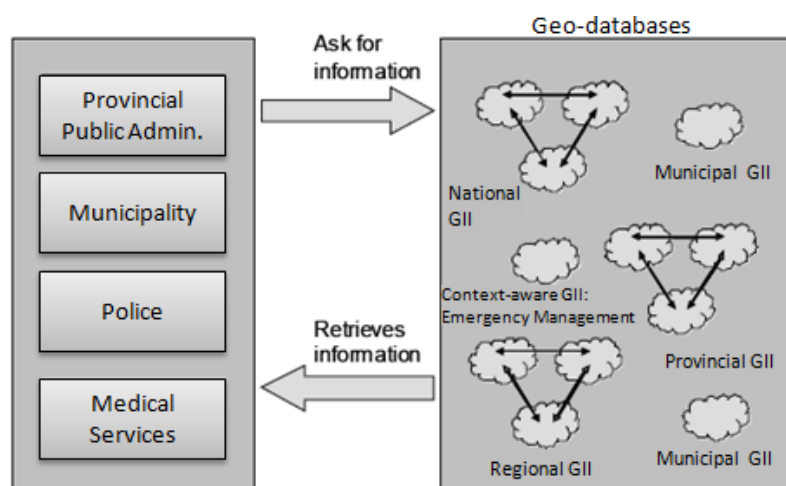 Geo-databases
Ask for
information
Provincial
Public Admin.
Municipality
Police
Medical
Services
Retrieves
information
National
GII
Municipal GII
Context-aware GII:
Emergency Management
Provincial GII
Regional GII
Municipal GII